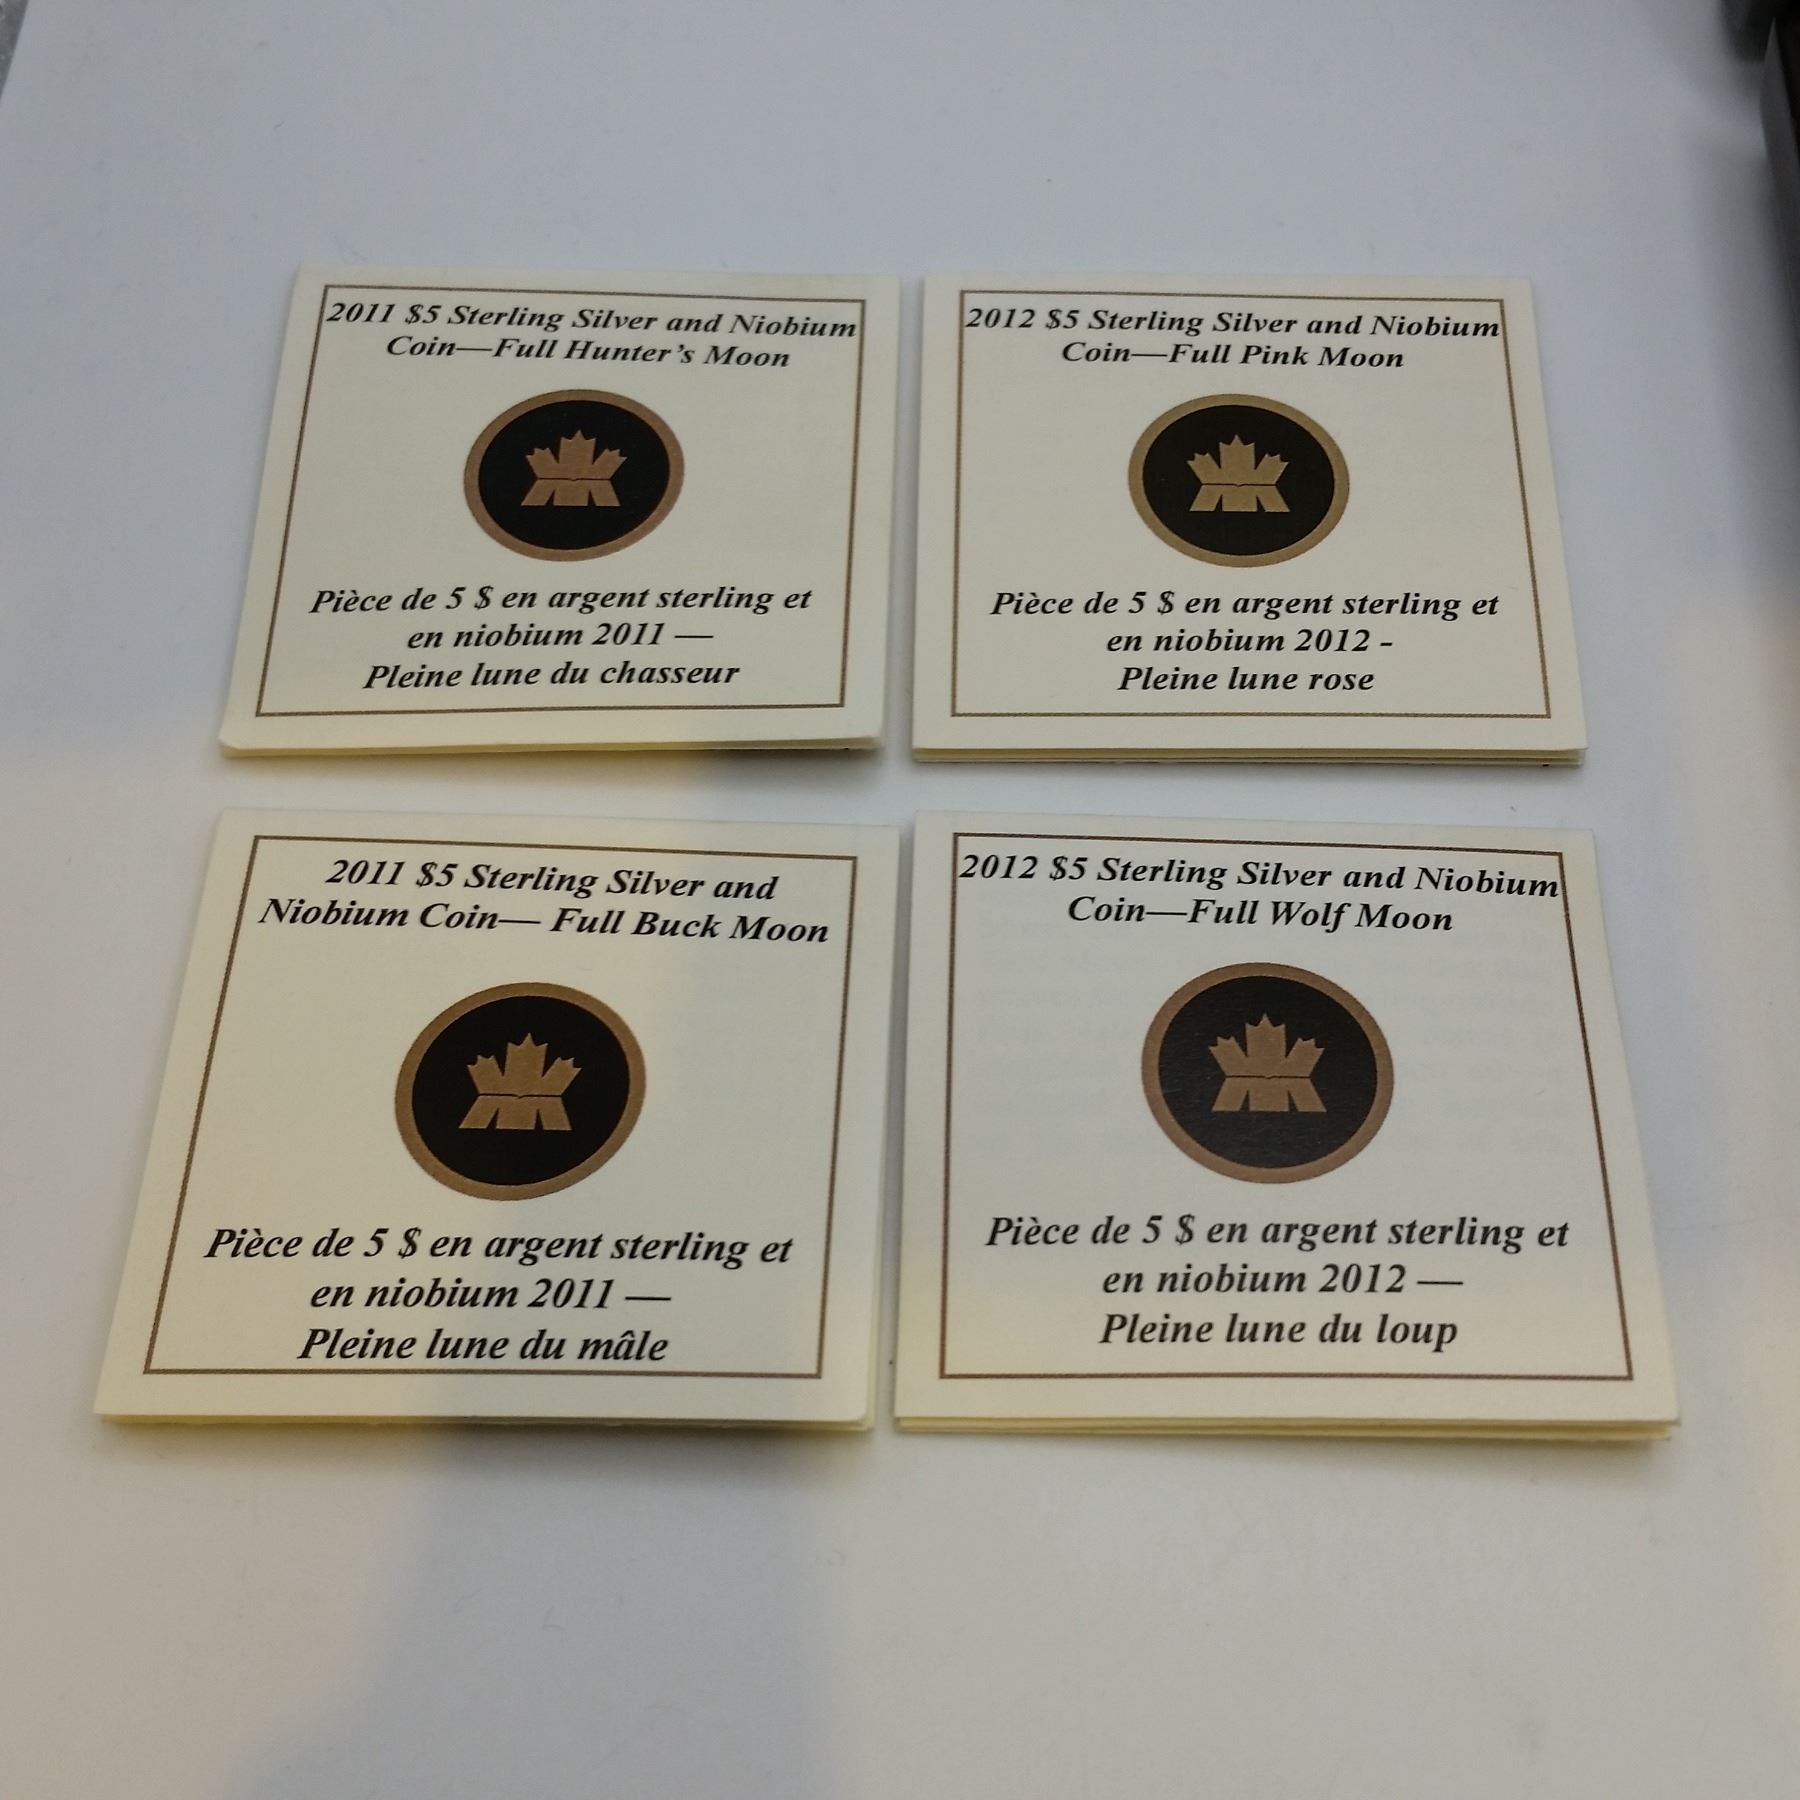 2011 $5 Sterling Silver and Niobium
Coin—Full Hunter's Moon
Pièce de 5 $ en argent sterling et
en niobium 2011 —
Pleine lune du chasseur
2012 $5 Sterling Silver and Niobium
Coin—Full Pink Moon
Pièce de 5 $ en argent sterling et
en niobium 2012 -
Pleine lune rose
2011 $5 Sterling Silver and
Niobium Coin— Full Buck Moon
Pièce de 5 $ en argent sterling et
en niobium 2011 —
Pleine lune du mâle
2012 $5 Sterling Silver and Niobium
Coin—Full Wolf Moon
Pièce de 5 $ en argent sterling et
en niobium 2012 —
Pleine lune du loup